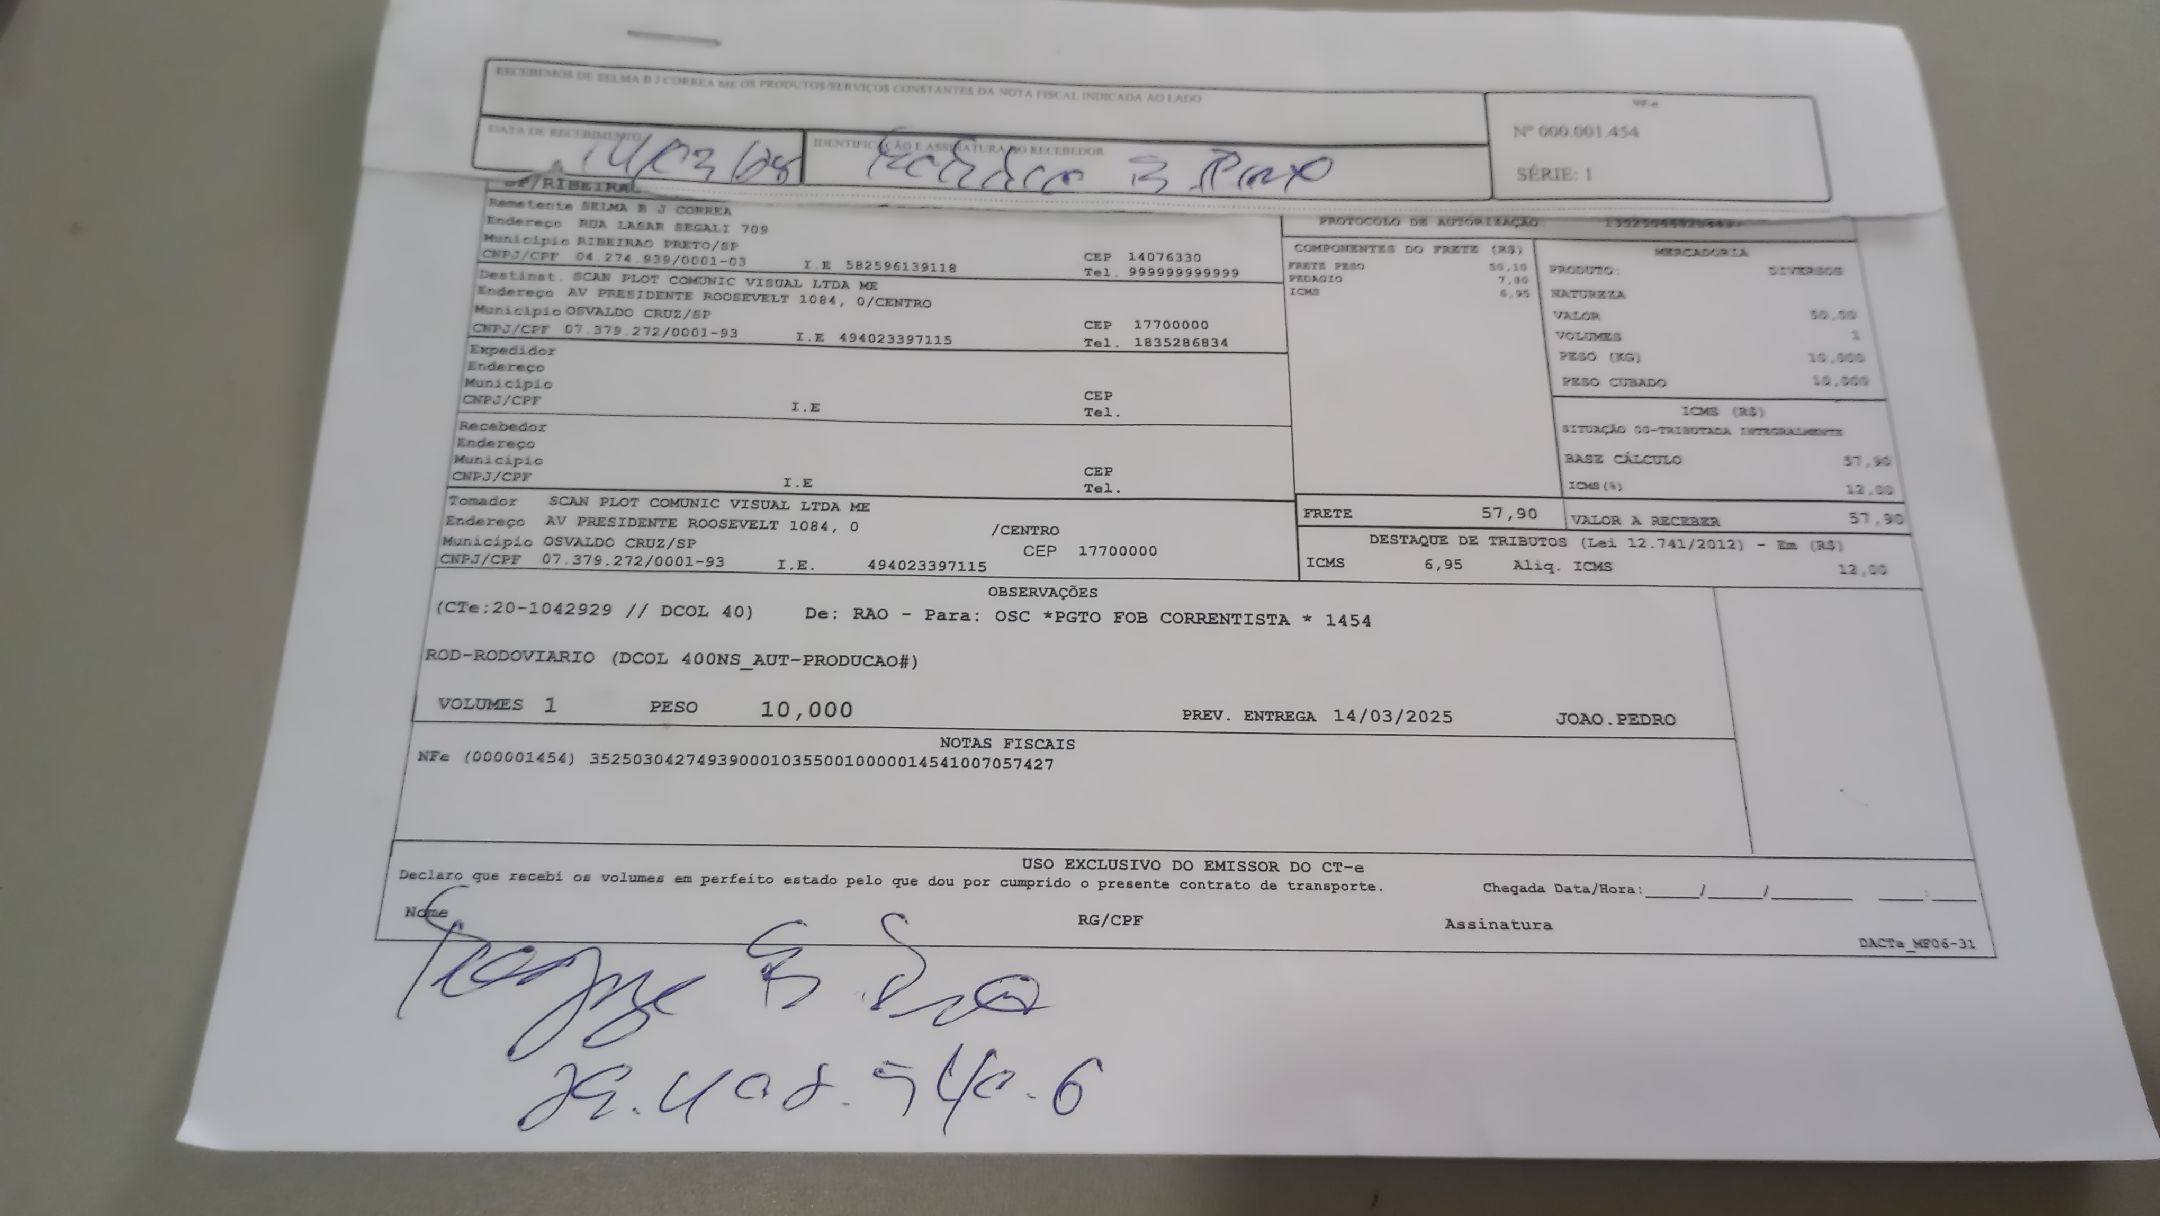 RECEBEMOS DE SELMA B J CORREA ME OS PRODUTOS/SERVIÇOS CONSTANTES DA NOTA FISCAL INDICADA AO LADO
NF-e
Nº 000.001.454
SÉRIE: 1
DATA DE RECEBIMENTO
IDENTIFICAÇÃO E ASSINATURA DO RECEBEDOR
SP/RIBEIRAO
Remetente SELMA B J CORREA
Endereço RUA LASAR SEGALI 709
Municipio RIBEIRAO PRETO/SP
CEP 14076330
CNPJ/CPF 04.274.939/0001-03 I.E 582596139118
Tel. 999999999999
Destinat. SCAN PLOT COMUNIC VISUAL LTDA ME
Endereço AV PRESIDENTE ROOSEVELT 1084, 0/CENTRO
Municipio OSVALDO CRUZ/SP
CEP 17700000
CNPJ/CPF 07.379.272/0001-93 I.E 494023397115
Tel. 1835286834
Expedidor
Endereço
Municipio
CEP
CNPJ/CPF I.E
Tel.
Recebedor
Endereço
Municipio
CEP
CNPJ/CPF I.E
Tel.
Tomador SCAN PLOT COMUNIC VISUAL LTDA ME
Endereço AV PRESIDENTE ROOSEVELT 1084, 0 /CENTRO
Municipio OSVALDO CRUZ/SP CEP 17700000
CNPJ/CPF 07.379.272/0001-93 I.E. 494023397115
PROTOCOLO DE AUTORIZAÇÃO:
COMPONENTES DO FRETE (R$)
FRETE PESO 50,10
PEDAGIO 7,80
ICMS 6,95
MERCADORIA
PRODUTO: DIVERSOS
NATUREZA
VALOR 50,00
VOLUMES 1
PESO (KG) 10,000
PESO CUBADO 10,000
ICMS (R$)
SITUAÇÃO 00-TRIBUTADA INTEGRALMENTE
BASE CÁLCULO 57,90
ICMS(%) 12,00
FRETE 57,90
VALOR A RECEBER 57,90
DESTAQUE DE TRIBUTOS (Lei 12.741/2012) - Em (R$)
ICMS 6,95 Aliq. ICMS 12,00
OBSERVAÇÕES
(CTe:20-1042929 // DCOL 40) De: RAO - Para: OSC *PGTO FOB CORRENTISTA * 1454
ROD-RODOVIARIO (DCOL 400NS_AUT-PRODUCAO#)
VOLUMES 1 PESO 10,000 PREV. ENTREGA 14/03/2025 JOAO.PEDRO
NOTAS FISCAIS
NFe (000001454) 35250304274939000103550010000014541007057427
USO EXCLUSIVO DO EMISSOR DO CT-e
Declaro que recebi os volumes em perfeito estado pelo que dou por cumprido o presente contrato de transporte. Chegada Data/Hora:_____/_____/_______ ____:____
Nome RG/CPF Assinatura
DACTe_MF06-31